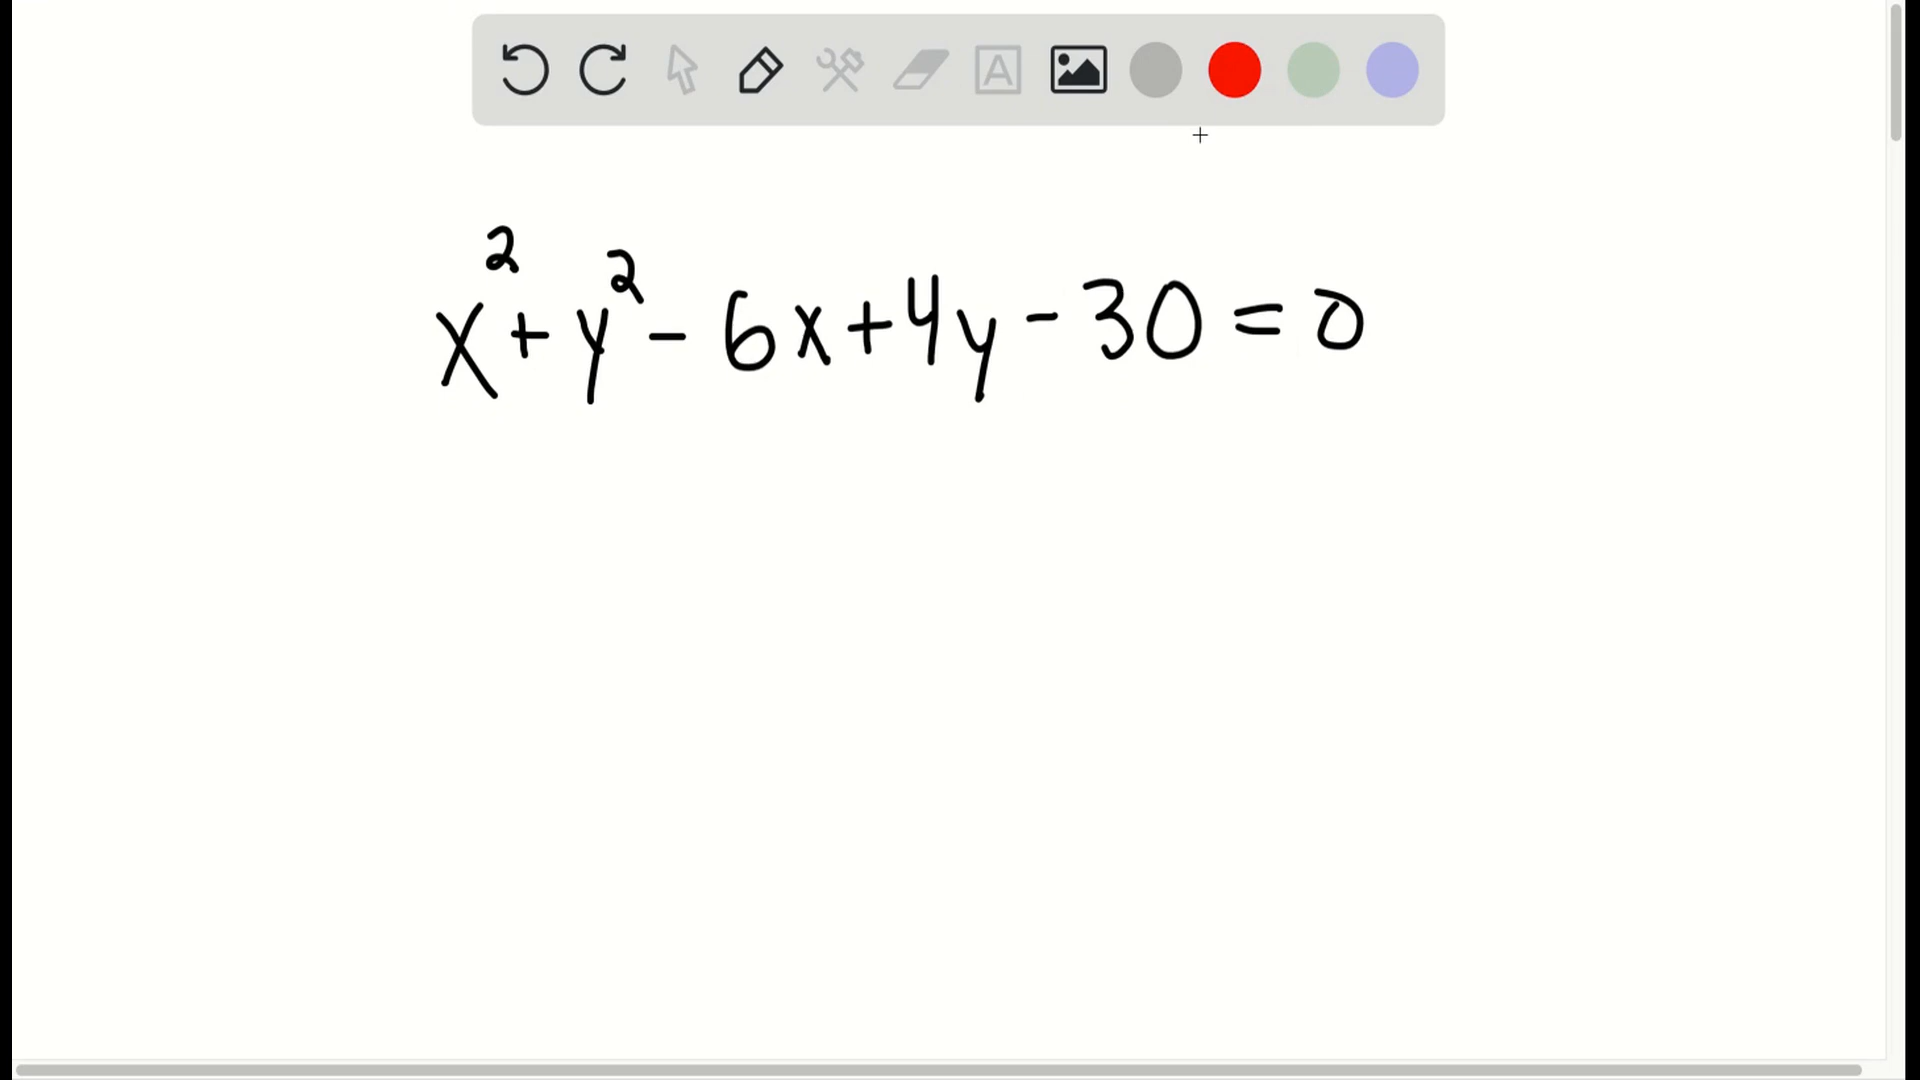 A
x² + y² - 6x + 4y - 30 = 0